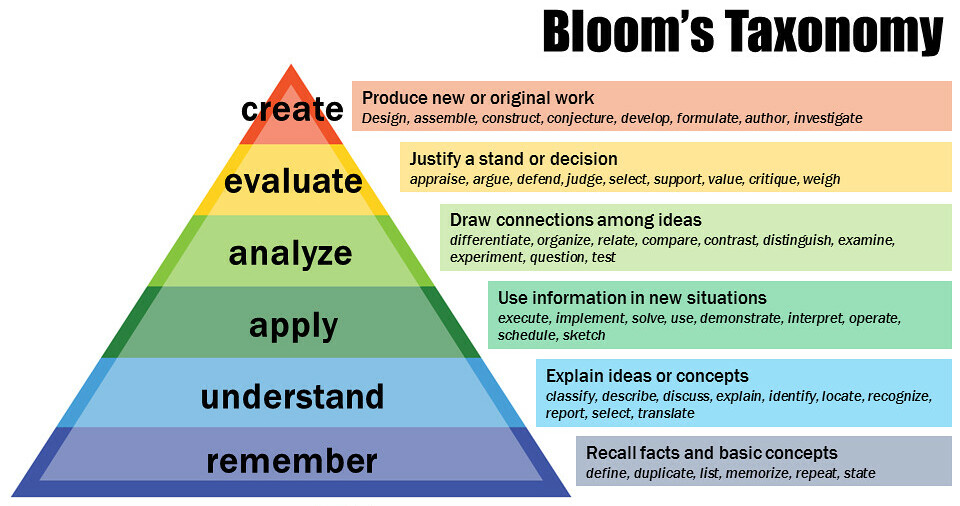 Bloom's Taxonomy
create
Produce new or original work
Design, assemble, construct, conjecture, develop, formulate, author, investigate
evaluate
Justify a stand or decision
appraise, argue, defend, judge, select, support, value, critique, weigh
analyze
Draw connections among ideas
differentiate, organize, relate, compare, contrast, distinguish, examine,
experiment, question, test
apply
Use information in new situations
execute, implement, solve, use, demonstrate, interpret, operate,
schedule, sketch
understand
Explain ideas or concepts
classify, describe, discuss, explain, identify, locate, recognize,
report, select, translate
remember
Recall facts and basic concepts
define, duplicate, list, memorize, repeat, state